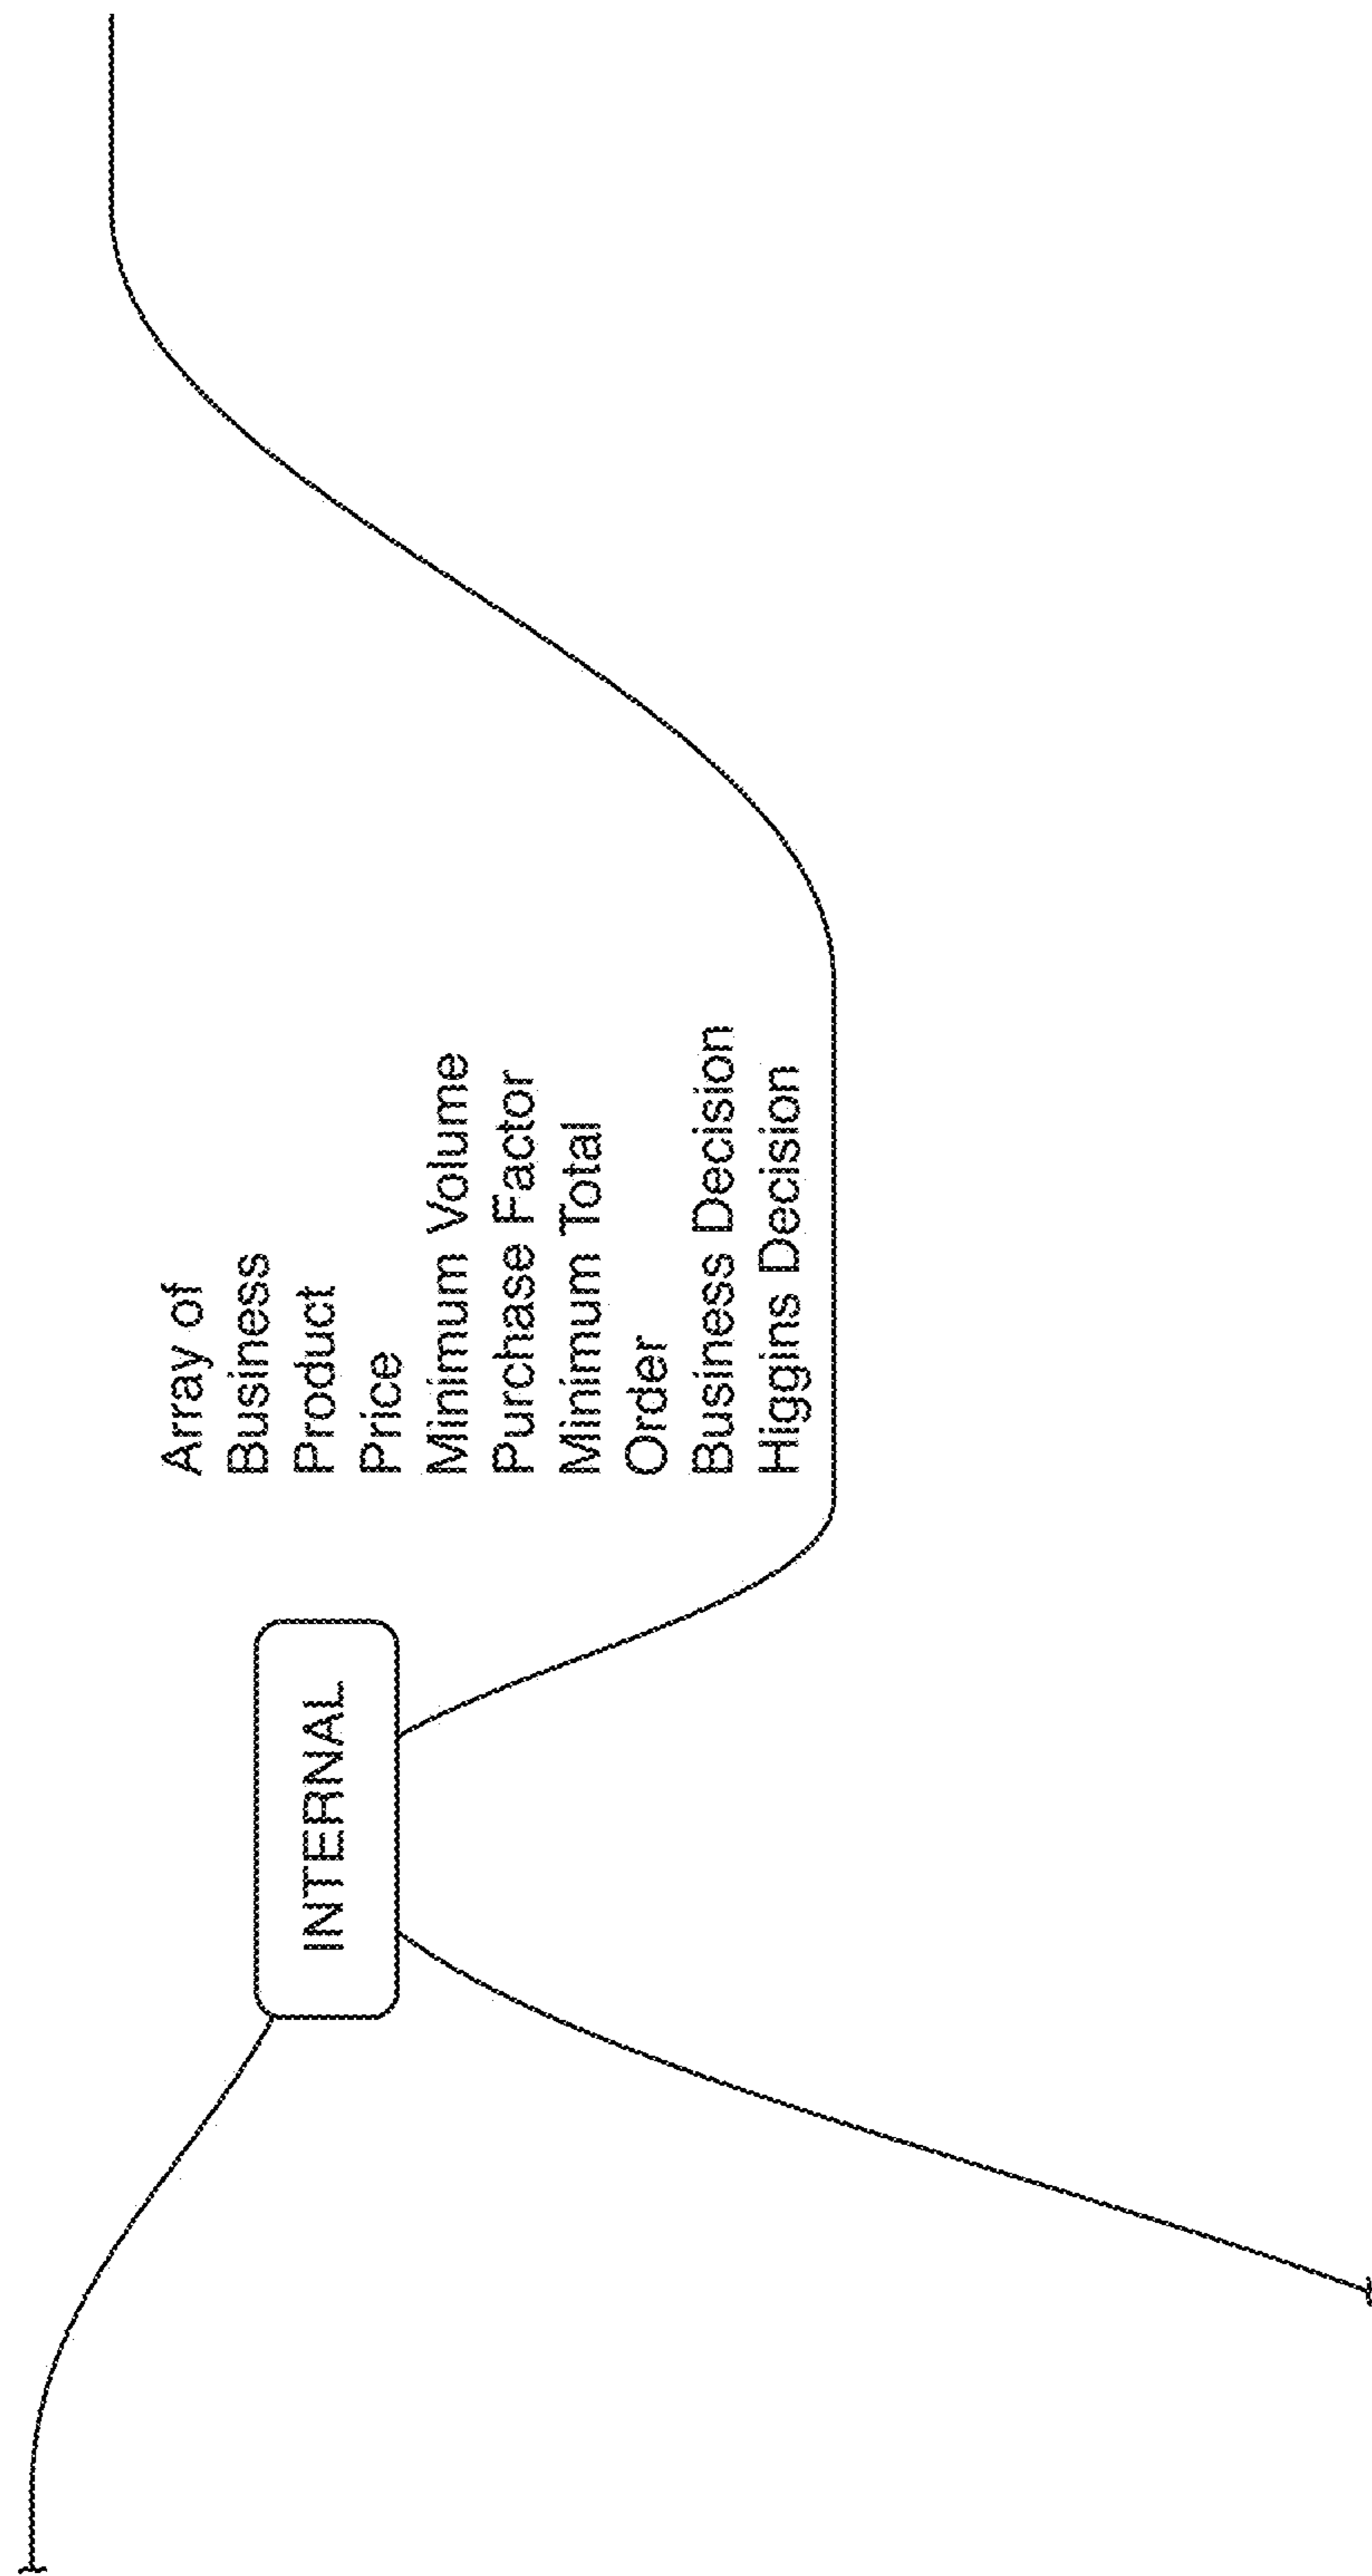 INTERNAL
Array of
Business
Product
Price
Minimum Volume
Purchase Factor
Minimum Total
Order
Business Decision
Higgins Decision